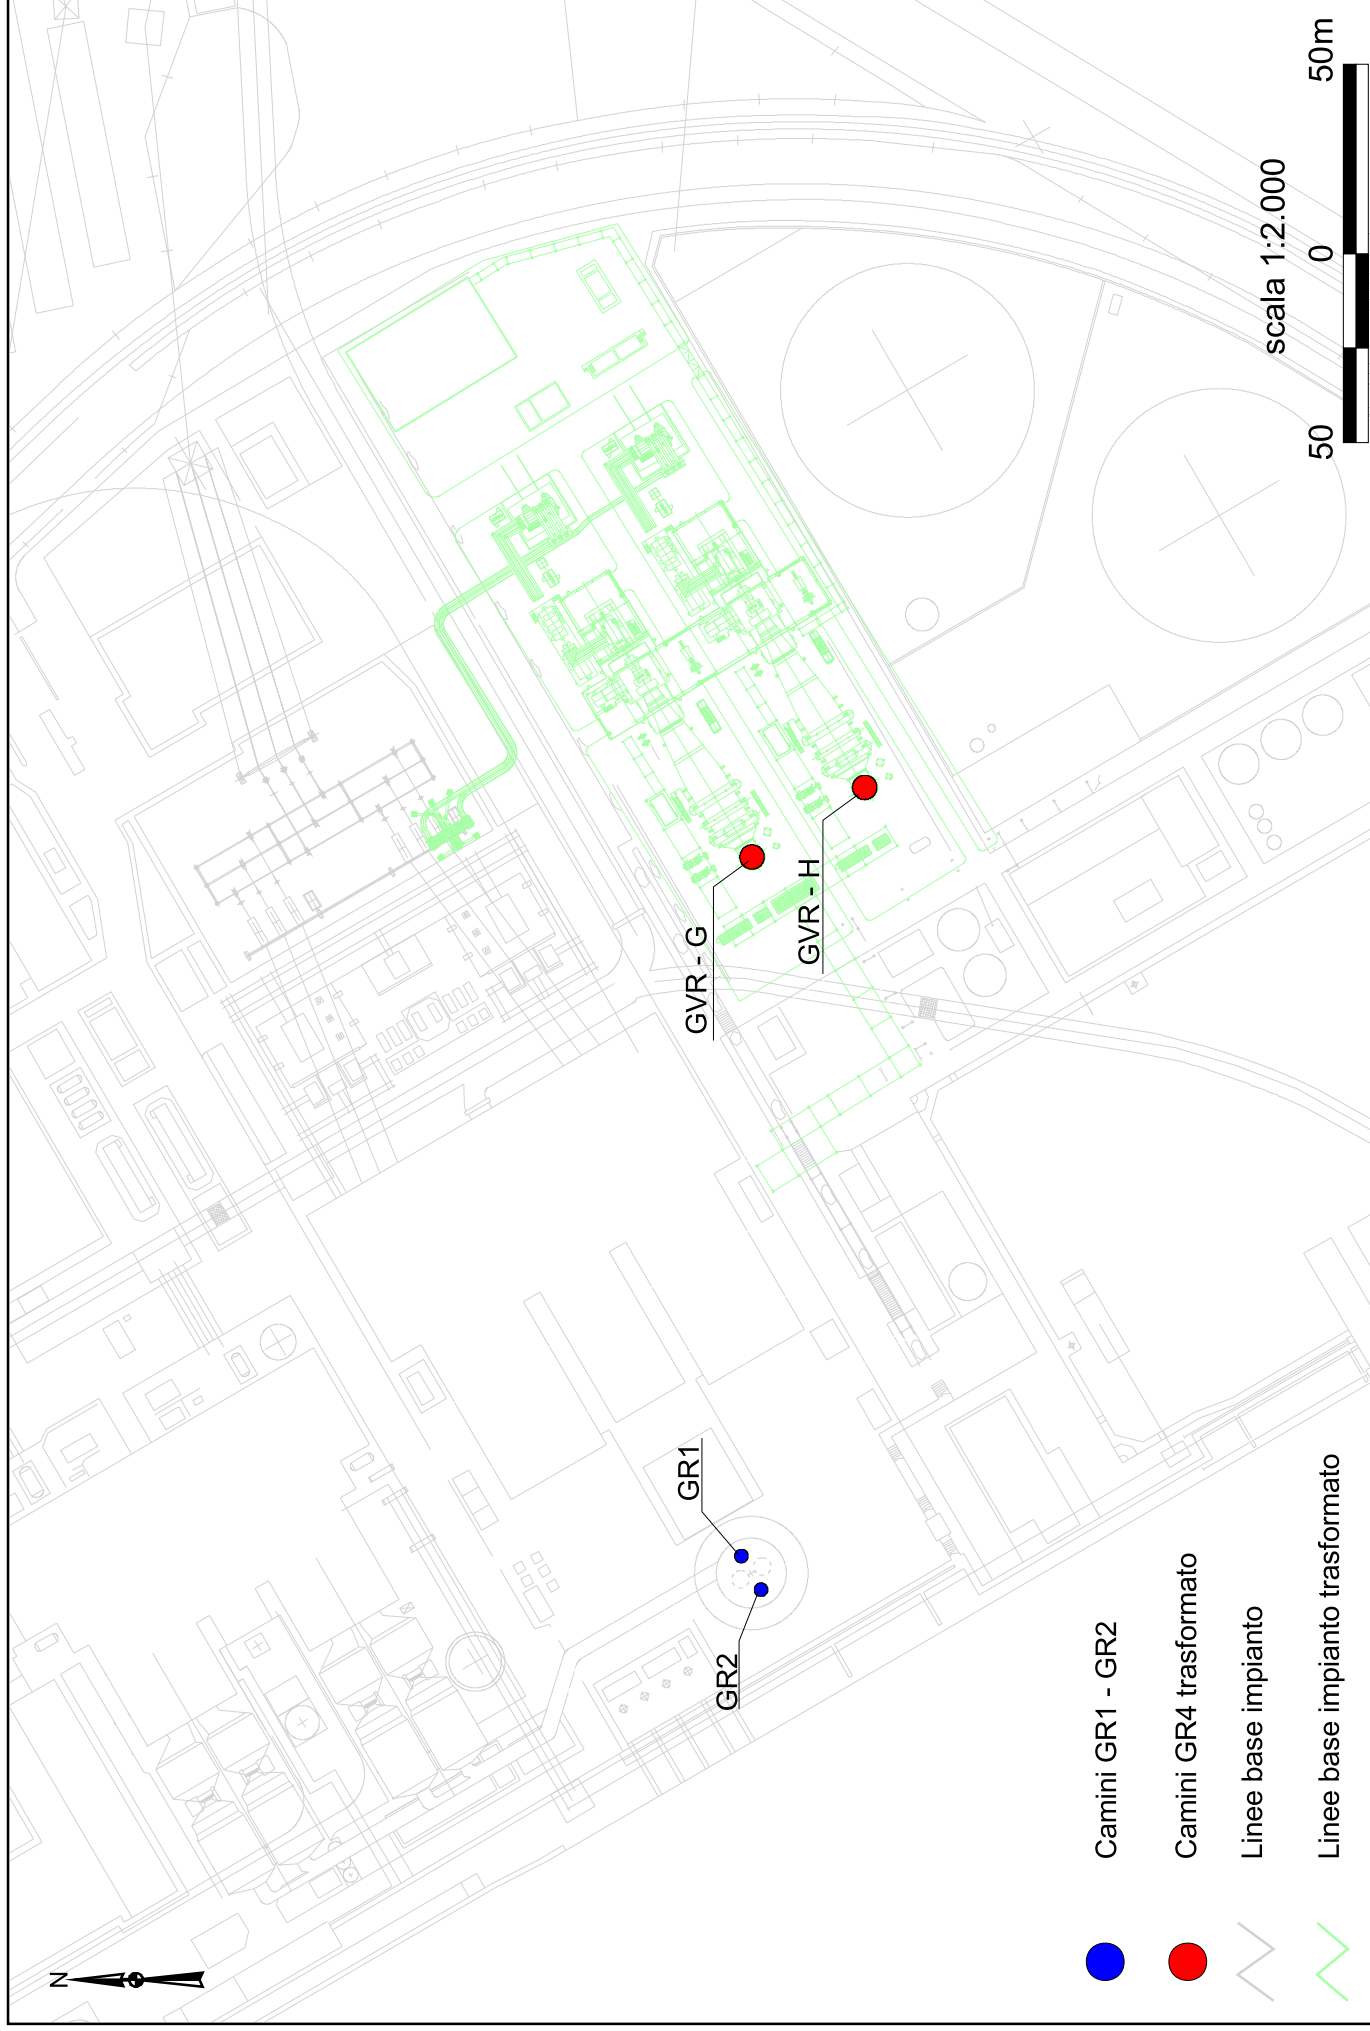 N
GR2
GR1
GVR - G
GVR - H
Camini GR1 - GR2
Camini GR4 trasformato
Linee base impianto
Linee base impianto trasformato
scala 1:2.000
50 0 50m